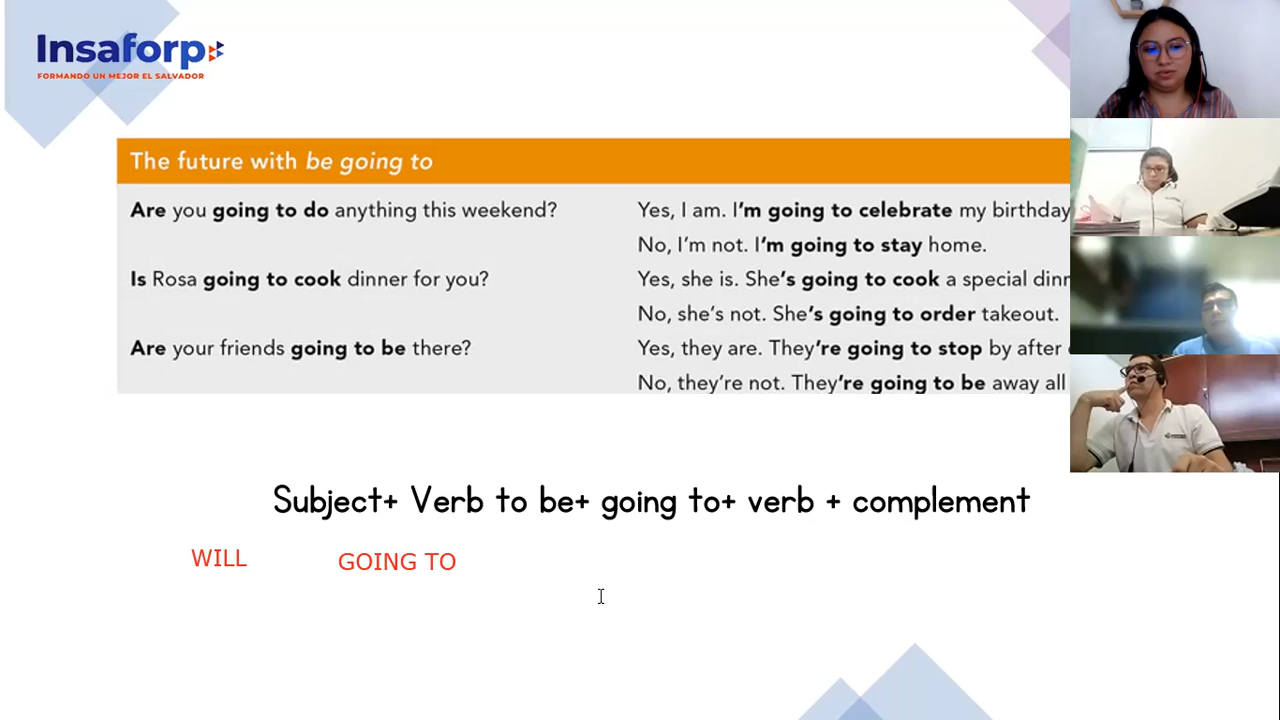 Insaforp
FORMANDO UN MEJOR EL SALVADOR
The future with be going to
Are you going to do anything this weekend?
Yes, I am. I'm going to celebrate my birthday
No, I'm not. I'm going to stay home.
Is Rosa going to cook dinner for you?
Yes, she is. She's going to cook a special
No, she's not. She's going to order takeout.
Are your friends going to be there?
Yes, they are. They're going to stop by after
No, they're not. They're going to be away all
Subject+ Verb to be+ going to+ verb + complement
WILL
GOING TO